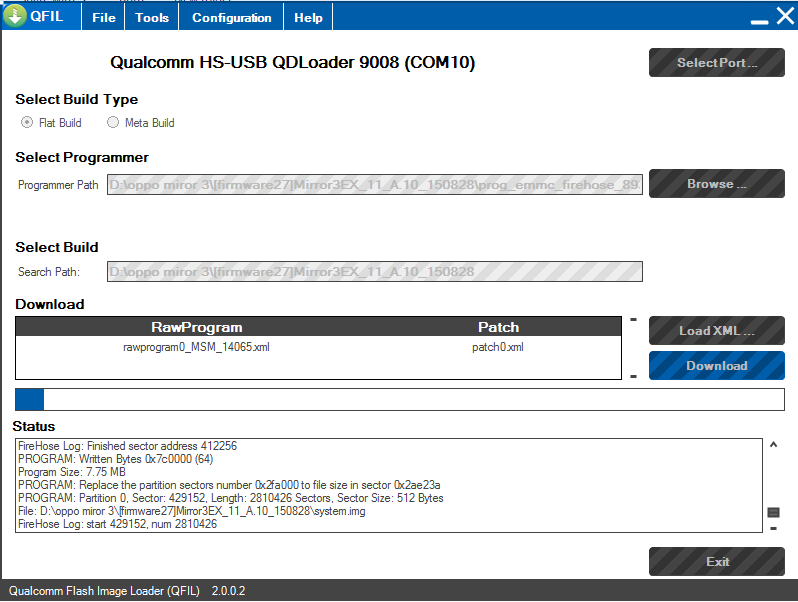 QFIL File Tools Configuration Help
Qualcomm HS-USB QDLoader 9008 (COM10)
Select Port ...
Select Build Type
Flat Build Meta Build
Select Programmer
Programmer Path D:\oppo miror 3\[firmware27]Mirror3EX_11_A.10_150828\prog_emmc_firehose_89
Browse ...
Select Build
Search Path: D:\oppo miror 3\[firmware27]Mirror3EX_11_A.10_150828
Download
RawProgram Patch
rawprogram0_MSM_14065.xml patch0.xml
Load XML ...
Download
Status
FireHose Log: Finished sector address 412256
PROGRAM: Written Bytes 0x7c0000 (64)
Program Size: 7.75 MB
PROGRAM: Replace the partition sectors number 0x2fa000 to file size in sector 0x2ae23a
PROGRAM: Partition 0, Sector: 429152, Length: 2810426 Sectors, Sector Size: 512 Bytes
File: D:\oppo miror 3\[firmware27]Mirror3EX_11_A.10_150828\system.img
FireHose Log: start 429152, num 2810426
Exit
Qualcomm Flash Image Loader (QFIL) 2.0.0.2